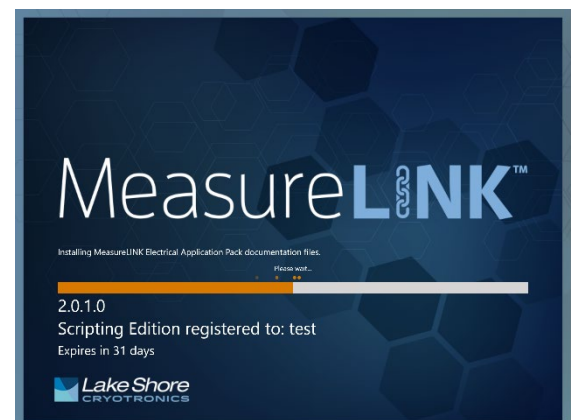 MeasureLINK™
Installing MeasureLINK Electrical Application Pack documentation files.
Please wait...
2.0.1.0
Scripting Edition registered to: test
Expires in 31 days
Lake Shore
CRYOTRONICS